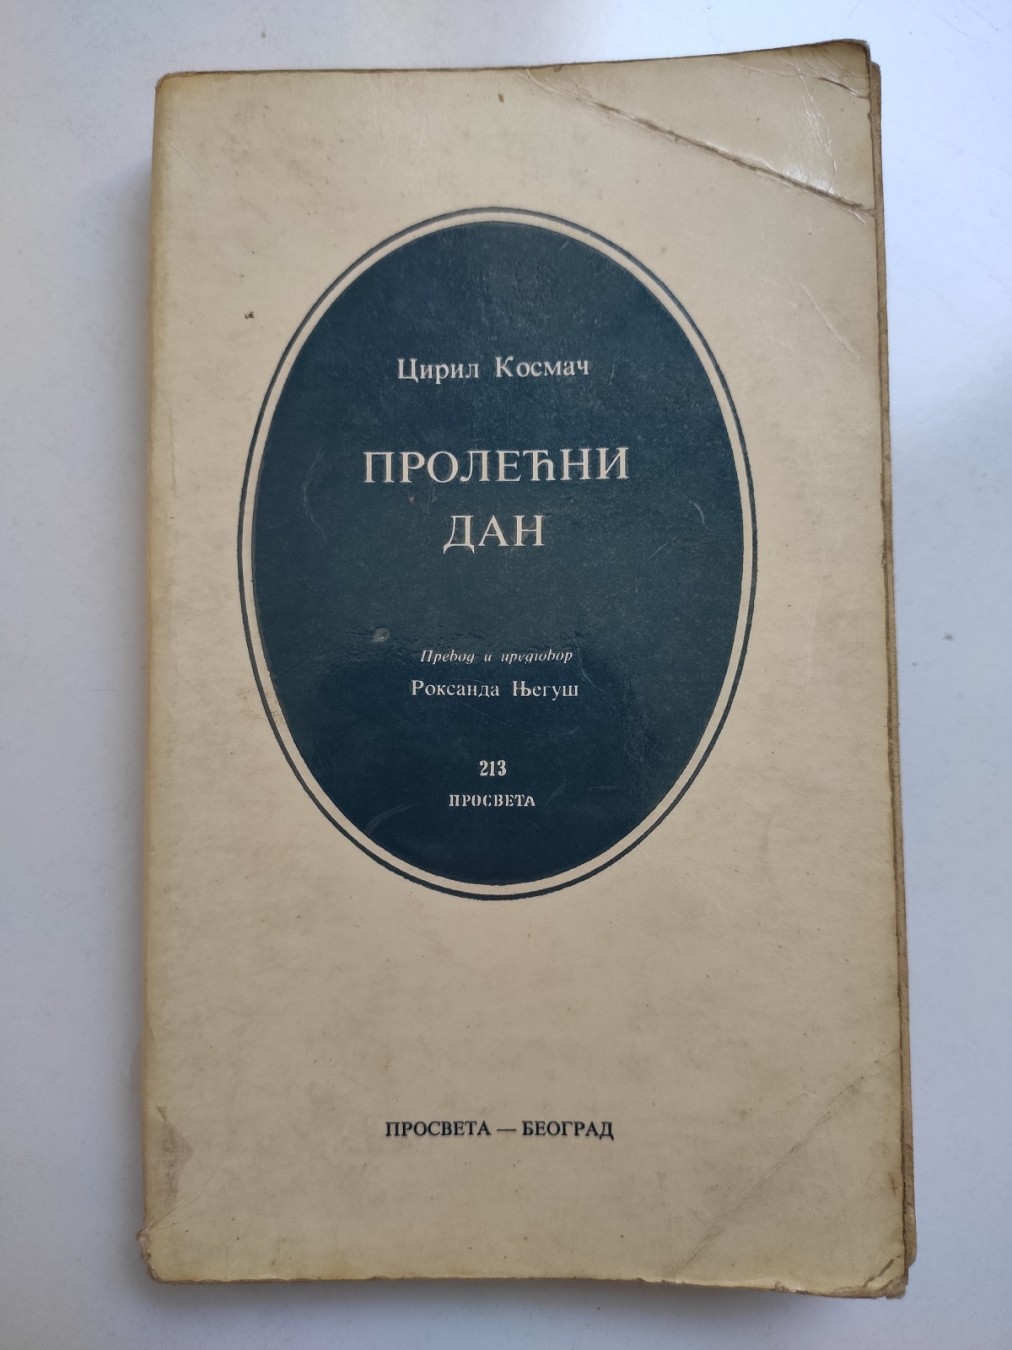 Цирил Космач
ПРОЛЕЋНИ
ДАН
Превод и предговор
Роксанда Његуш
213
ПРОСВЕТА
ПРОСВЕТА — БЕОГРАД